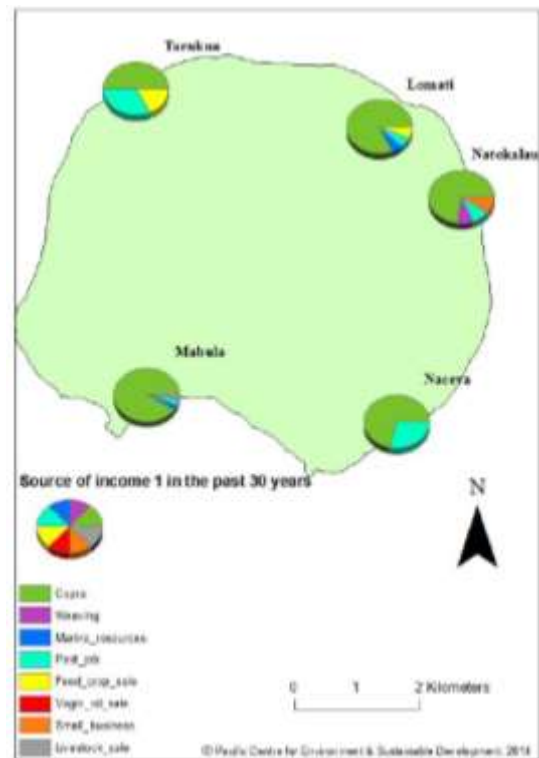 Tarukua
Lomati
Natokalau
Mabula
Naceva
Source of income 1 in the past 30 years
N
Copra
Weaving
Marine_resources
Paid_job
Food_crop_sale
Virgin_oil_sale
Small_business
Livestock_sale
0 1 2 Kilometers
© Pacific Centre for Environment & Sustainable Development, 2014